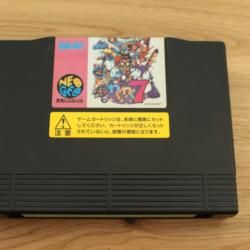 SNK
NEO
GEO
注意
ゲームカートリッジは、本体に確実にセット
してください。カートリッジが正しくセット
されていないと、故障の原因となります。